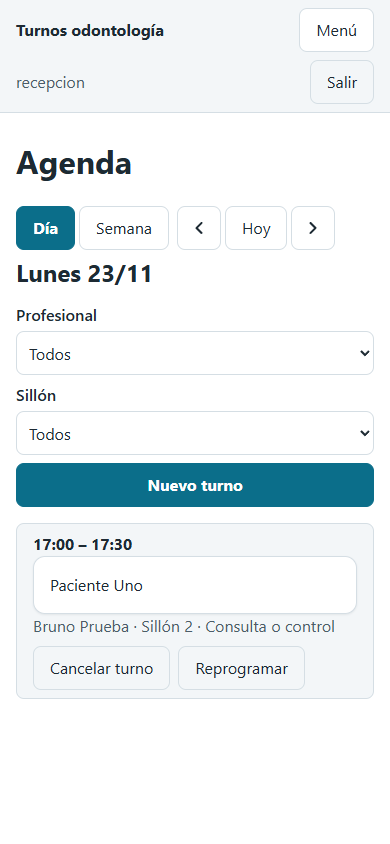 Turnos odontología
Menú
recepcion
Salir
Agenda
Día
Semana
Hoy
Lunes 23/11
Profesional
Todos
Sillón
Todos
Nuevo turno
17:00 – 17:30
Paciente Uno
Bruno Prueba · Sillón 2 · Consulta o control
Cancelar turno
Reprogramar